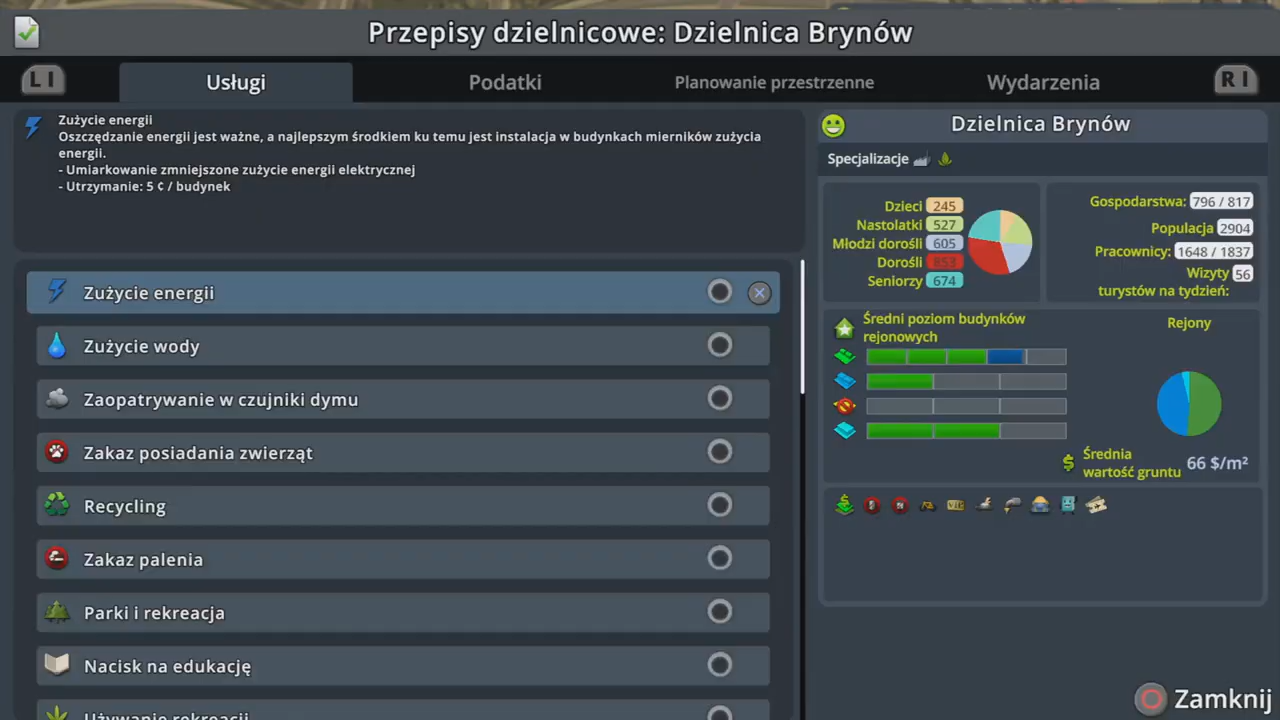 Przepisy dzielnicowe: Dzielnica Brynów
L1
Usługi
Podatki
Planowanie przestrzenne
Wydarzenia
R1
Zużycie energii
Oszczędzanie energii jest ważne, a najlepszym środkiem ku temu jest instalacja w budynkach mierników zużycia
energii.
- Umiarkowanie zmniejszone zużycie energii elektrycznej
- Utrzymanie: 5 ₵ / budynek
Zużycie energii
Zużycie wody
Zaopatrywanie w czujniki dymu
Zakaz posiadania zwierząt
Recycling
Zakaz palenia
Parki i rekreacja
Nacisk na edukację
Używanie rekreacji
Dzielnica Brynów
Specjalizacje
Dzieci 245
Nastolatki 527
Młodzi dorośli 605
Dorośli 853
Seniorzy 674
Gospodarstwa: 796 / 817
Populacja 2904
Pracownicy: 1648 / 1837
Wizyty 56
turystów na tydzień:
Średni poziom budynków
rejonowych
Rejony
Średnia
wartość gruntu 66 $/m²
Zamknij